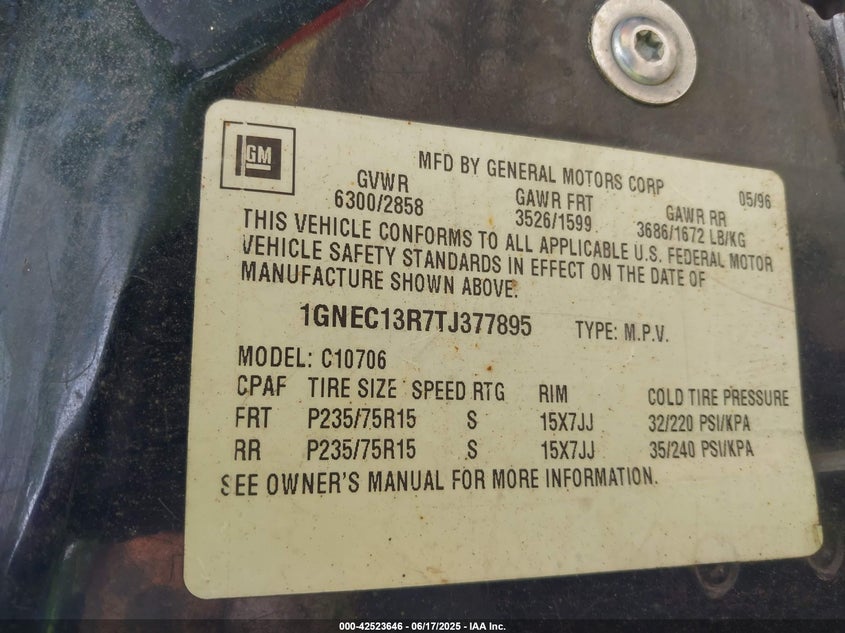 GM
MFD BY GENERAL MOTORS CORP 05/96
GVWR GAWR FRT GAWR RR
6300/2858 3526/1599 3686/1672 LB/KG
THIS VEHICLE CONFORMS TO ALL APPLICABLE U.S. FEDERAL MOTOR
VEHICLE SAFETY STANDARDS IN EFFECT ON THE DATE OF
MANUFACTURE SHOWN ABOVE.
1GNEC13R7TJ377895 TYPE: M.P.V.
MODEL: C10706
CPAF TIRE SIZE SPEED RTG RIM COLD TIRE PRESSURE
FRT P235/75R15 S 15X7JJ 32/220 PSI/KPA
RR P235/75R15 S 15X7JJ 35/240 PSI/KPA
SEE OWNER'S MANUAL FOR MORE INFORMATION.
000-42523646 - 06/17/2025 - IAA Inc.